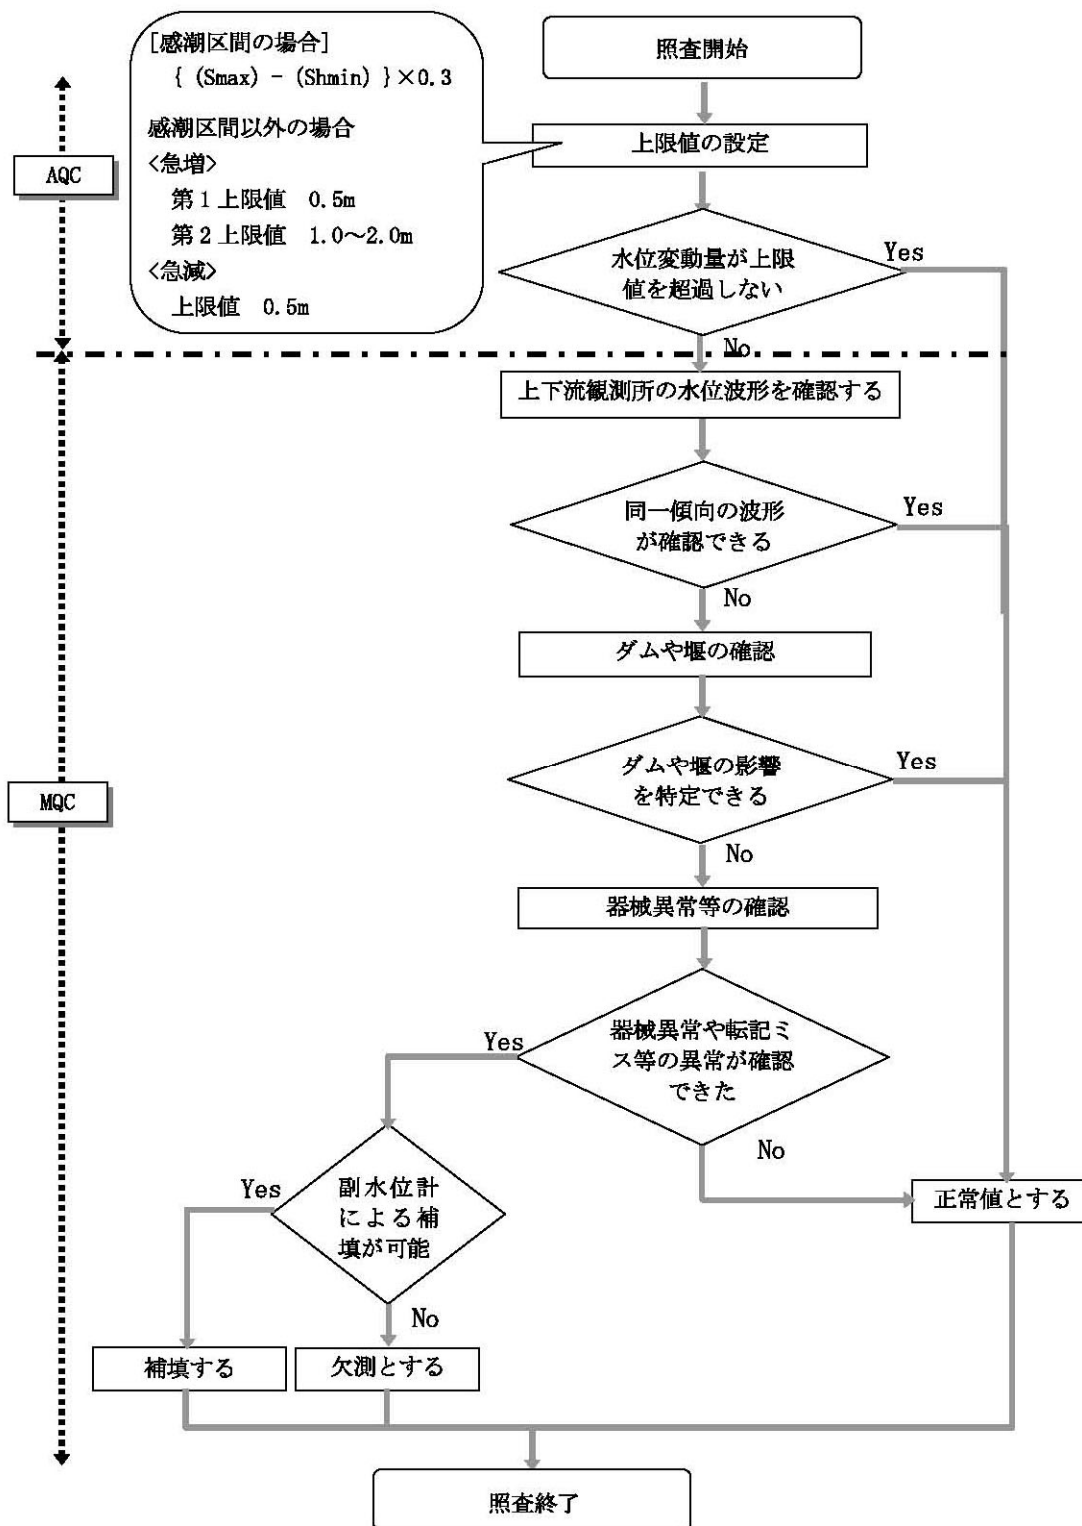 [感潮区間の場合]
{ (Smax) - (Shmin) }×0.3
感潮区間以外の場合
<急増>
第1上限値 0.5m
第2上限値 1.0～2.0m
<急減>
上限値 0.5m
AQC
照査開始
上限値の設定
水位変動量が上限
値を超過しない
Yes
No
上下流観測所の水位波形を確認する
同一傾向の波形
が確認できる
Yes
No
ダムや堰の確認
ダムや堰の影響
を特定できる
Yes
No
MQC
器械異常等の確認
器械異常や転記ミ
ス等の異常が確認
できた
Yes
No
副水位計
による補
填が可能
Yes
No
正常値とする
補填する
欠測とする
照査終了